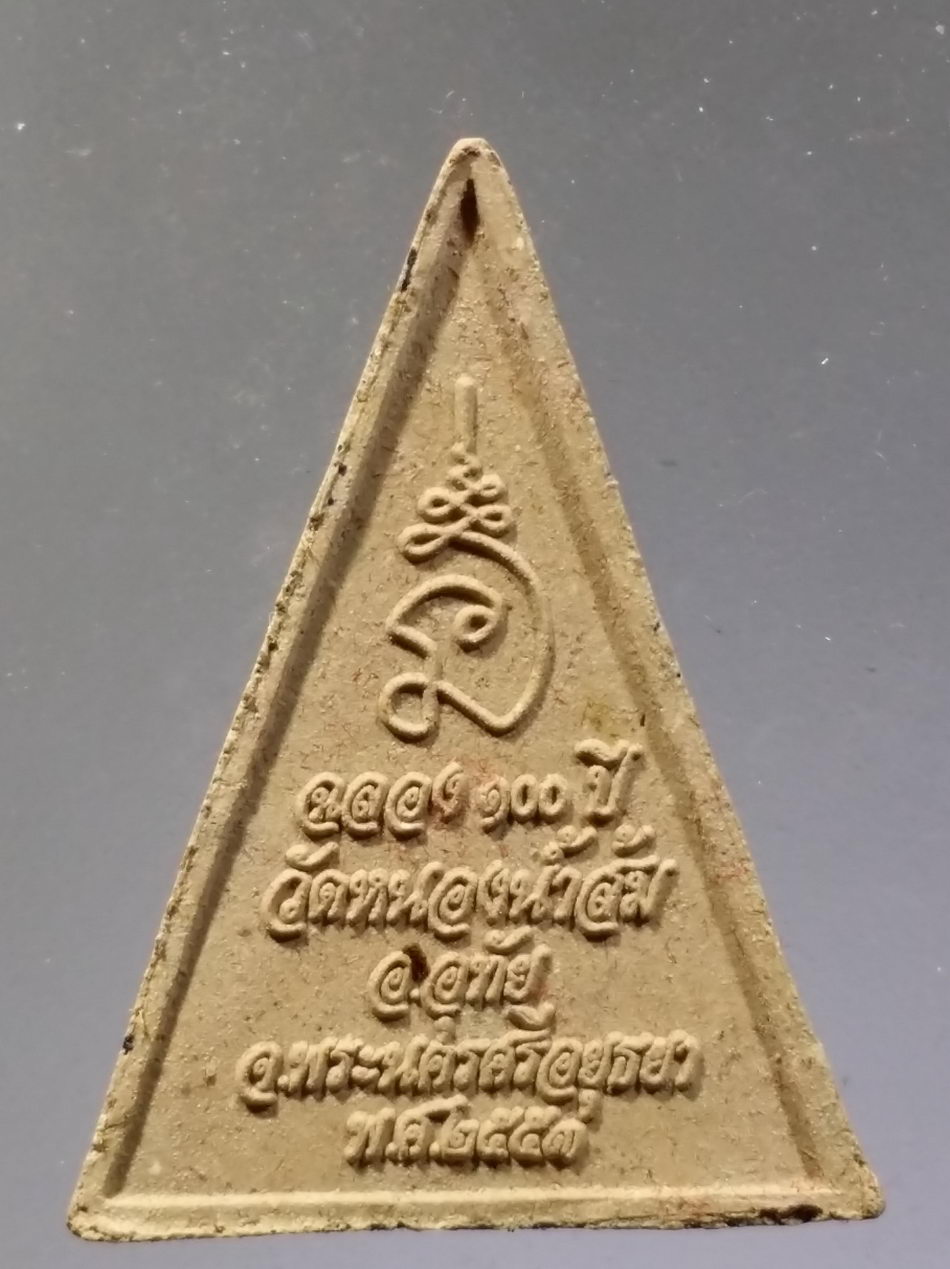 ฉลอง ๑๐๐ ปี
วัดหนองน้ำส้ม
อ.อุทัย
จ.พระนครศรีอยุธยา
พ.ศ.๒๕๕๓